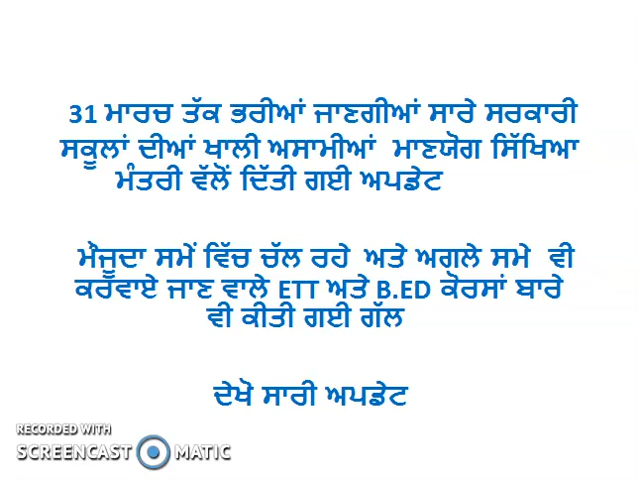 31 ਮਾਰਚ ਤੱਕ ਭਰੀਆਂ ਜਾਣਗੀਆਂ ਸਾਰੇ ਸਰਕਾਰੀ
ਸਕੂਲਾਂ ਦੀਆਂ ਖਾਲੀ ਅਸਾਮੀਆਂ ਮਾਣਯੋਗ ਸਿੱਖਿਆ
ਮੰਤਰੀ ਵੱਲੋਂ ਦਿੱਤੀ ਗਈ ਅਪਡੇਟ
ਮੌਜੂਦਾ ਸਮੇਂ ਵਿੱਚ ਚੱਲ ਰਹੇ ਅਤੇ ਅਗਲੇ ਸਮੇ ਵੀ
ਕਰਵਾਏ ਜਾਣ ਵਾਲੇ ETT ਅਤੇ B.ED ਕੋਰਸਾਂ ਬਾਰੇ
ਵੀ ਕੀਤੀ ਗਈ ਗੱਲ
ਦੇਖੋ ਸਾਰੀ ਅਪਡੇਟ
RECORDED WITH
SCREENCAST MATIC